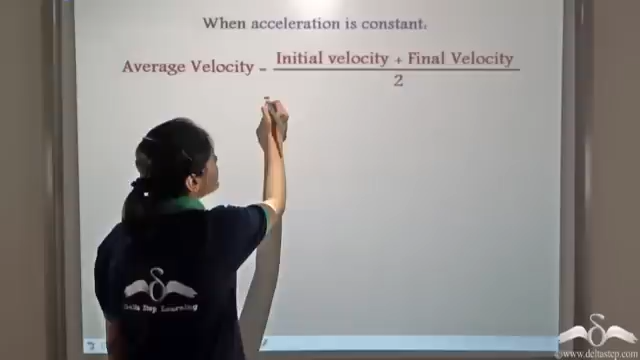 When acceleration is constant.
Average Velocity = Initial velocity + Final Velocity
2
Delta Step Learning
©www.deltastep.com